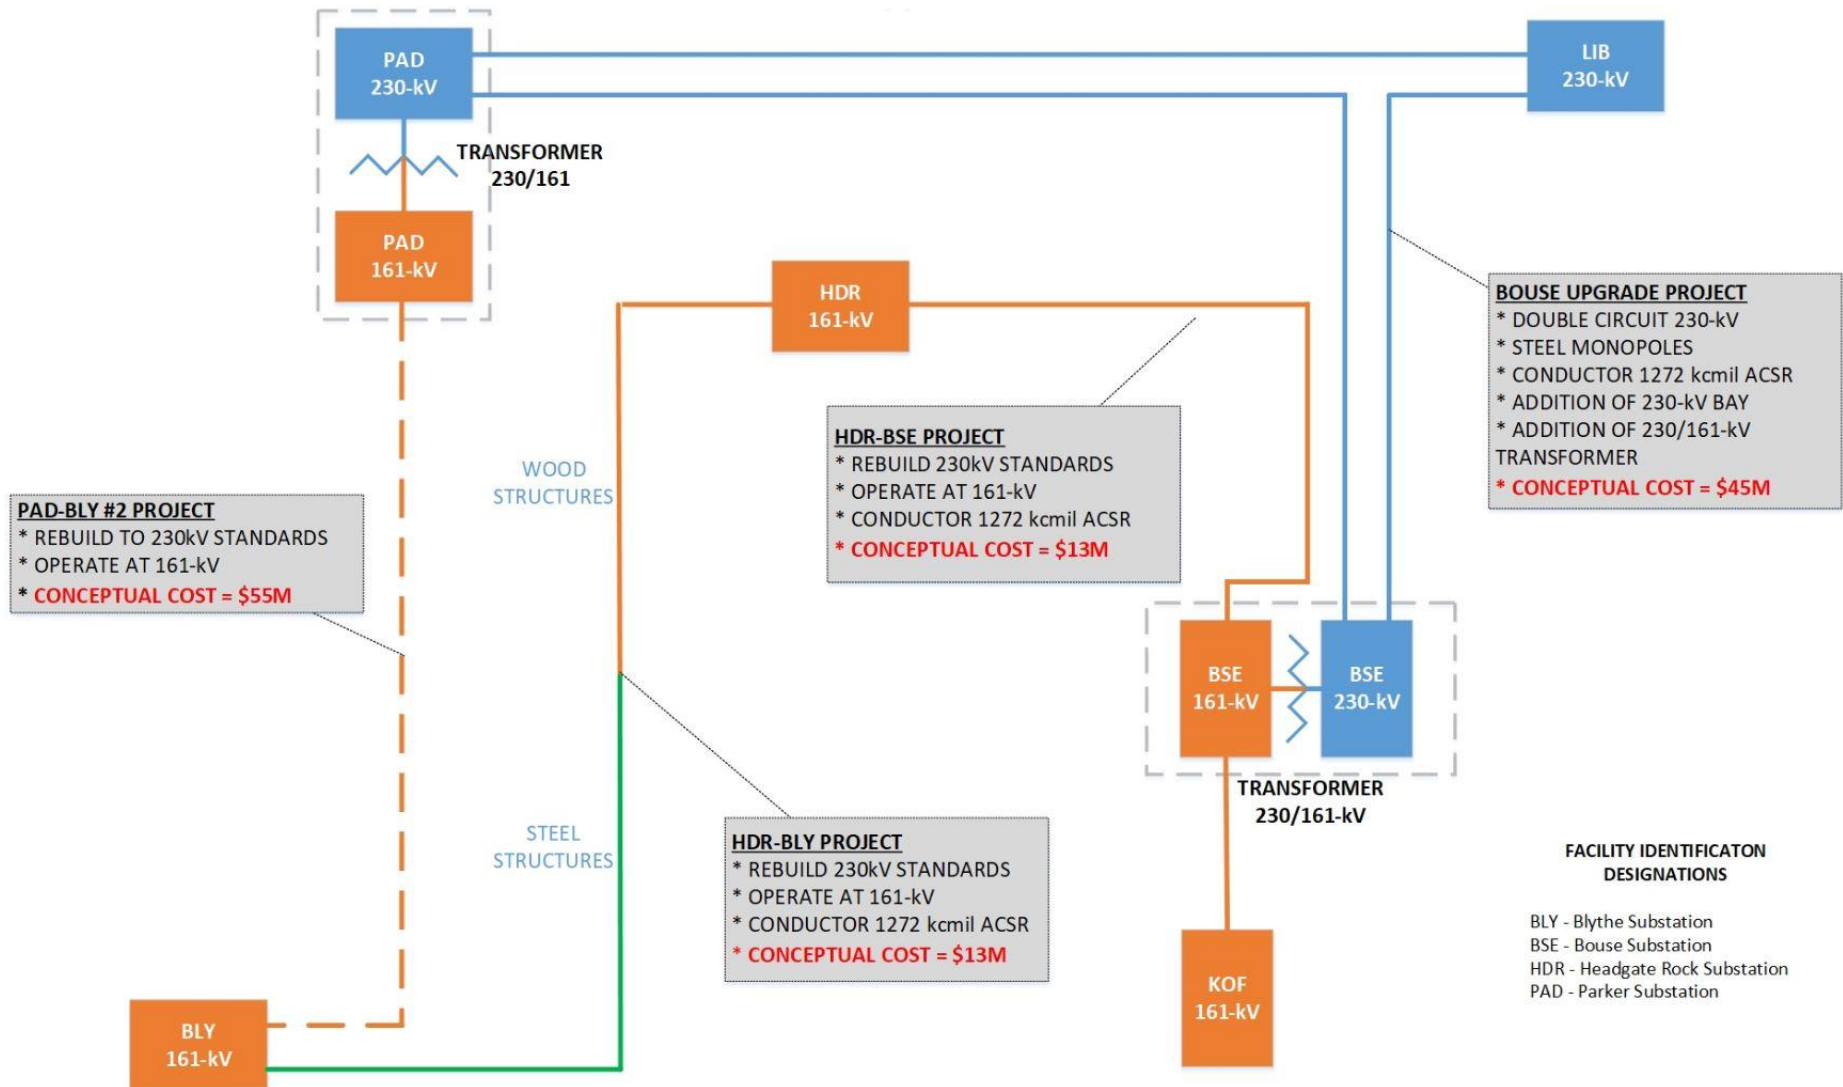 PAD
230-kV
LIB
230-kV
TRANSFORMER
230/161
PAD
161-kV
HDR
161-kV
BOUSE UPGRADE PROJECT
* DOUBLE CIRCUIT 230-kV
* STEEL MONOPOLES
* CONDUCTOR 1272 kcmil ACSR
* ADDITION OF 230-kV BAY
* ADDITION OF 230/161-kV
TRANSFORMER
* CONCEPTUAL COST = $45M
HDR-BSE PROJECT
* REBUILD 230kV STANDARDS
* OPERATE AT 161-kV
* CONDUCTOR 1272 kcmil ACSR
* CONCEPTUAL COST = $13M
WOOD
STRUCTURES
PAD-BLY #2 PROJECT
* REBUILD TO 230kV STANDARDS
* OPERATE AT 161-kV
* CONCEPTUAL COST = $55M
BSE
161-kV
BSE
230-kV
TRANSFORMER
230/161-kV
STEEL
STRUCTURES
HDR-BLY PROJECT
* REBUILD 230kV STANDARDS
* OPERATE AT 161-kV
* CONDUCTOR 1272 kcmil ACSR
* CONCEPTUAL COST = $13M
FACILITY IDENTIFICATON
DESIGNATIONS
BLY - Blythe Substation
BSE - Bouse Substation
HDR - Headgate Rock Substation
PAD - Parker Substation
KOF
161-kV
BLY
161-kV